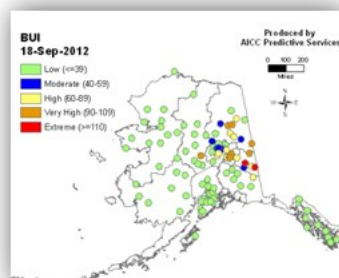 BUI
18-Sep-2012
Low (<=39)
Moderate (40-59)
High (60-89)
Very High (90-109)
Extreme (>=110)
Produced by
AICC Predictive Services
100 200
Miles
N
W E
S